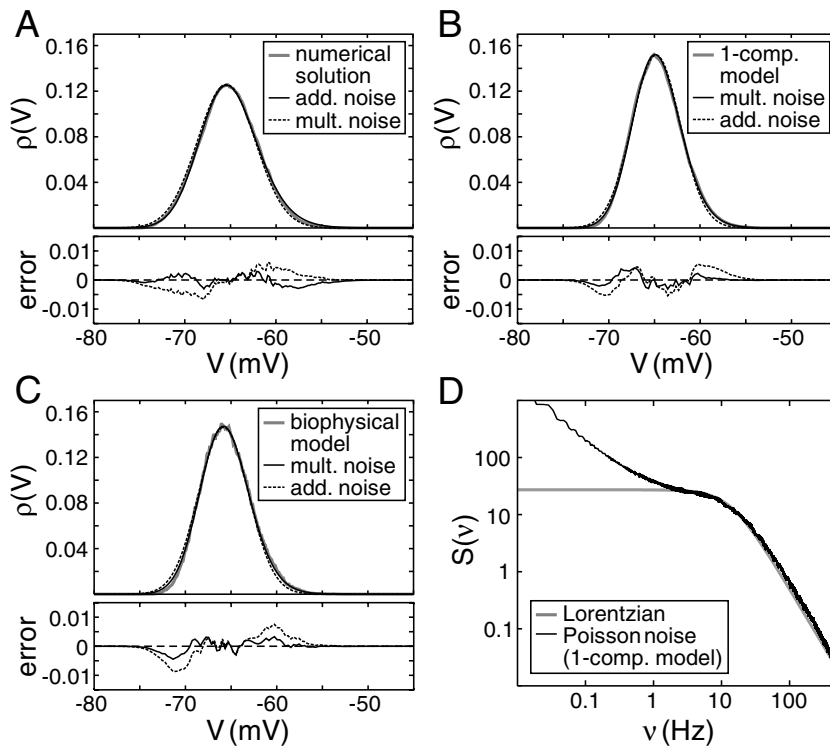 A
0.16
0.12
0.08
0.04
ρ(V)
numerical
solution
add. noise
mult. noise
0.01
0
-0.01
error
-80 -70 -60 -50
V (mV)
B
0.16
0.12
0.08
0.04
ρ(V)
1-comp.
model
mult. noise
add. noise
0.01
0
-0.01
error
-80 -70 -60 -50
V (mV)
C
0.16
0.12
0.08
0.04
ρ(V)
biophysical
model
mult. noise
add. noise
0.01
0
-0.01
error
-80 -70 -60 -50
V (mV)
D
100
10
1
0.1
S(ν)
Lorentzian
Poisson noise
(1-comp. model)
0.1 1 10 100
ν (Hz)